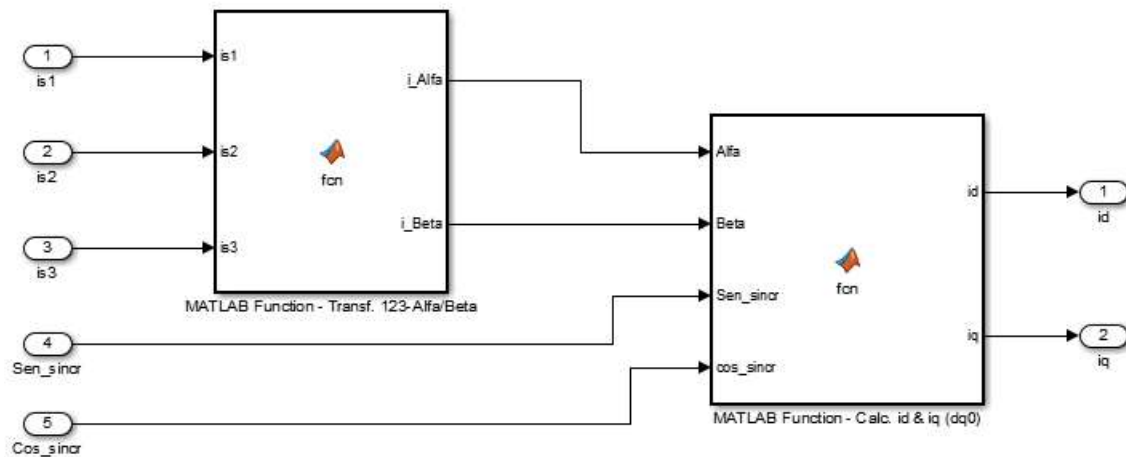 1
is1
2
is2
3
is3
4
Sen_sincr
5
Cos_sincr
is1
is2
is3
i_Alfa
i_Beta
fcn
MATLAB Function - Transf. 123-Alfa/Beta
Alfa
Beta
Sen_sincr
cos_sincr
id
iq
fcn
MATLAB Function - Calc. id & iq (dq0)
1
id
2
iq